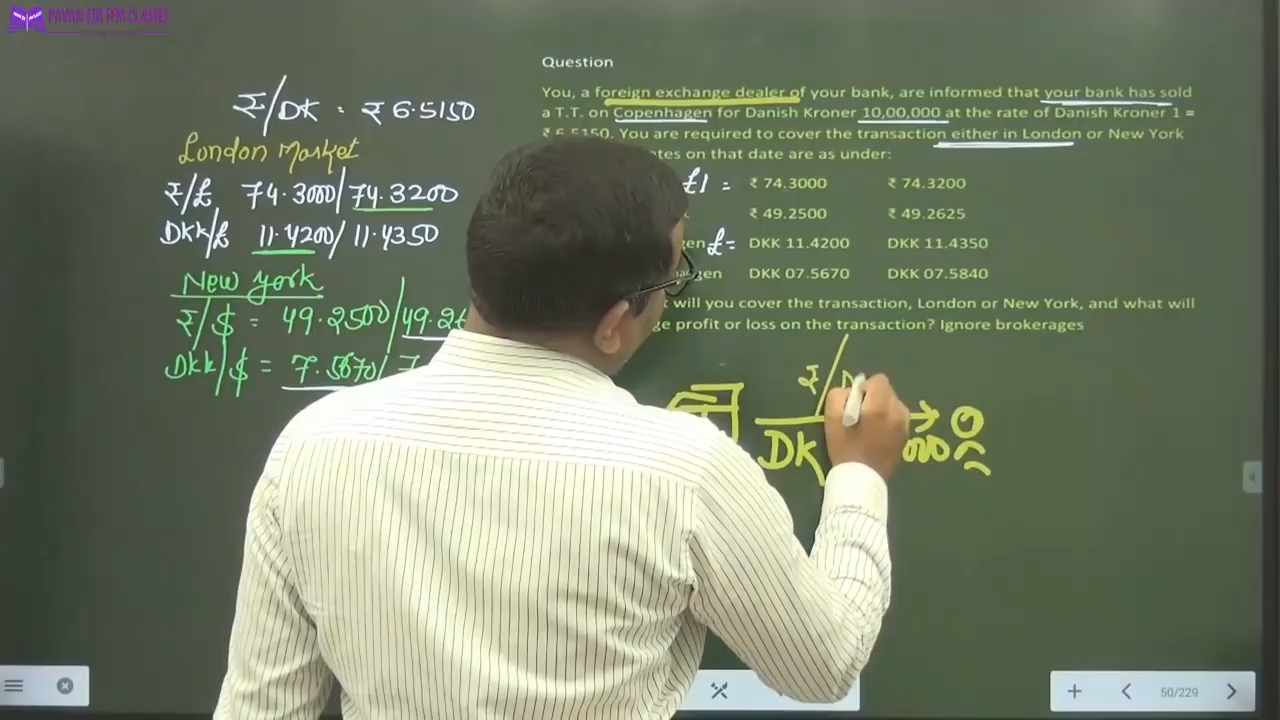 PAVAN SIR SFM CLASSES
Question
You, a foreign exchange dealer of your bank, are informed that your bank has sold
a T.T. on Copenhagen for Danish Kroner 10,00,000 at the rate of Danish Kroner 1 =
₹ 6.5150. You are required to cover the transaction either in London or New York
on that date are as under:
£1 = ₹ 74.3000 ₹ 74.3200
₹ 49.2500 ₹ 49.2625
£ = DKK 11.4200 DKK 11.4350
DKK 07.5670 DKK 07.5840
will you cover the transaction, London or New York, and what will
profit or loss on the transaction? Ignore brokerages
₹/DK = ₹ 6.5150
London Market
₹/£ 74.3000/74.3200
DKK/£ 11.4200/11.4350
New york
₹/$ = 49.2500/49.2
DKK/$ = 7.5670/7
₹/D
DK
50/229